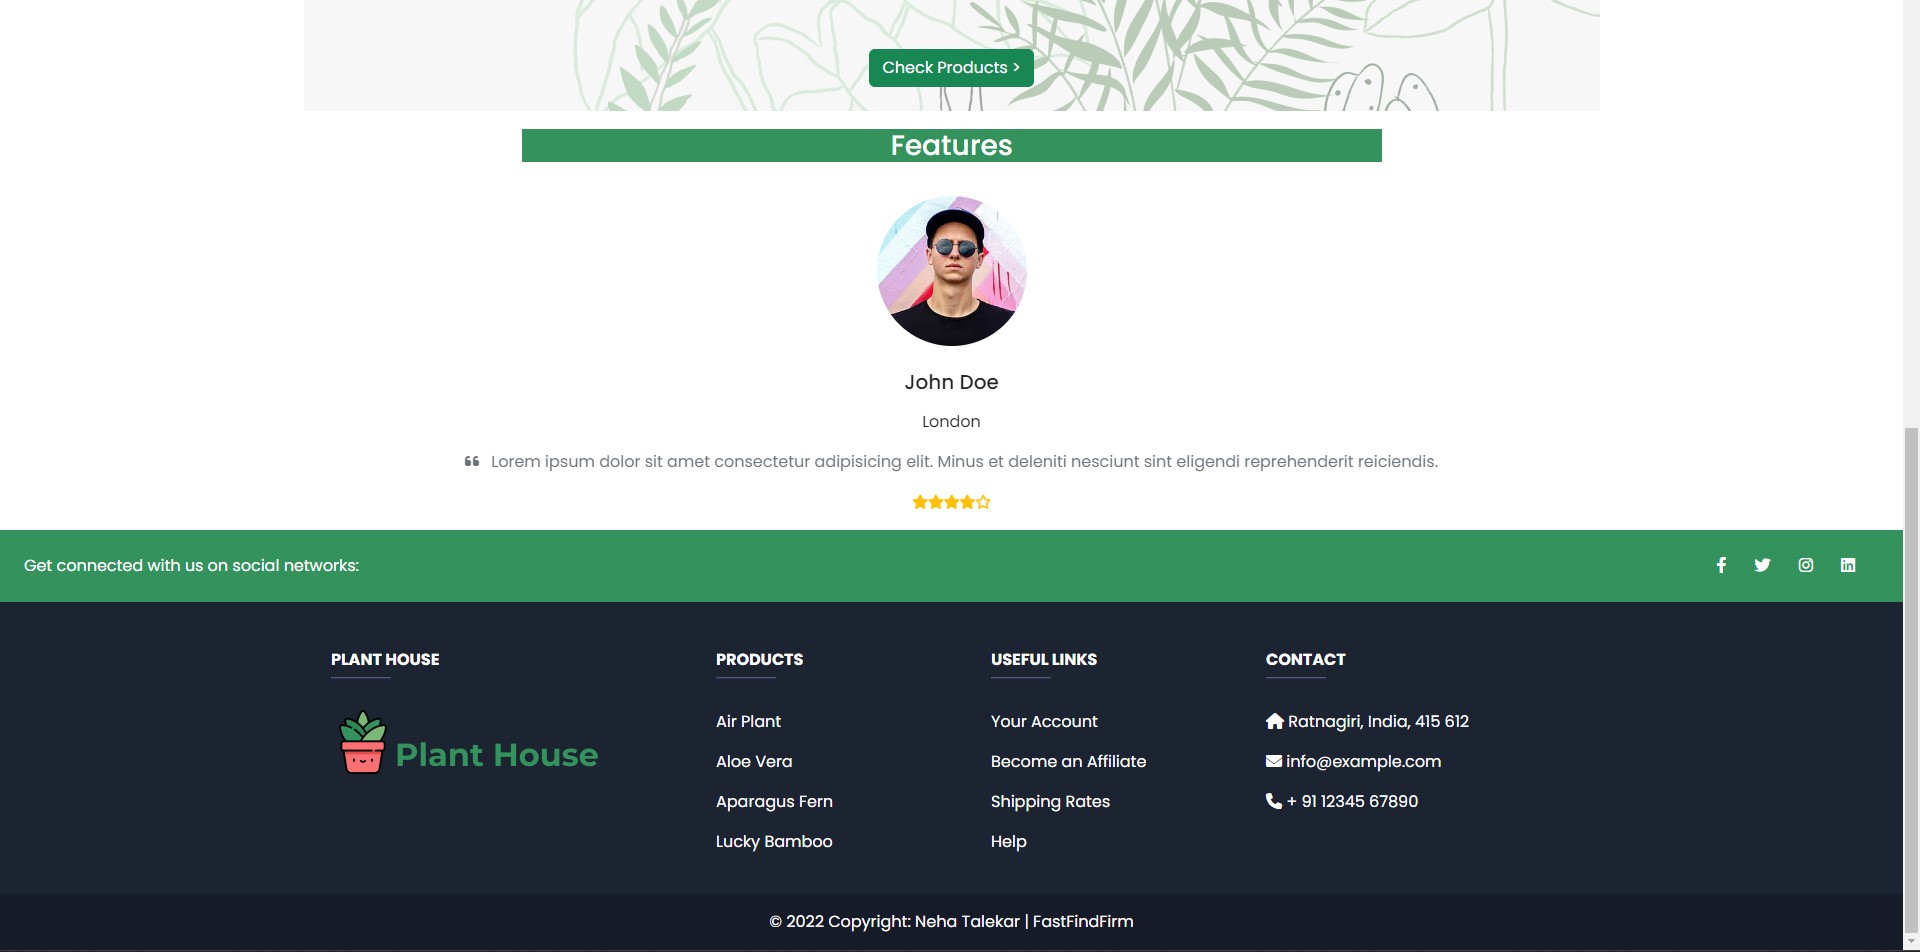 Check Products >
Features
John Doe
London
Lorem ipsum dolor sit amet consectetur adipisicing elit. Minus et deleniti nesciunt sint eligendi reprehenderit reiciendis.
Get connected with us on social networks:
PLANT HOUSE
Plant House
PRODUCTS
Air Plant
Aloe Vera
Aparagus Fern
Lucky Bamboo
USEFUL LINKS
Your Account
Become an Affiliate
Shipping Rates
Help
CONTACT
Ratnagiri, India, 415 612
info@example.com
+ 91 12345 67890
© 2022 Copyright: Neha Talekar | FastFindFirm